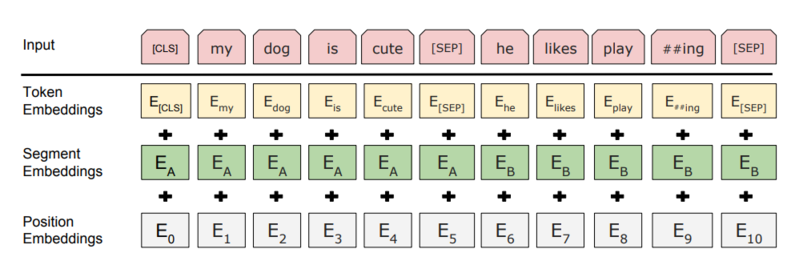 Input [CLS] my dog is cute [SEP] he likes play ##ing [SEP]
Token Embeddings E[CLS] Emy Edog Eis Ecute E[SEP] Ehe Elikes Eplay E##ing E[SEP]
+ + + + + + + + + + +
Segment Embeddings EA EA EA EA EA EA EB EB EB EB EB
+ + + + + + + + + + +
Position Embeddings E0 E1 E2 E3 E4 E5 E6 E7 E8 E9 E10